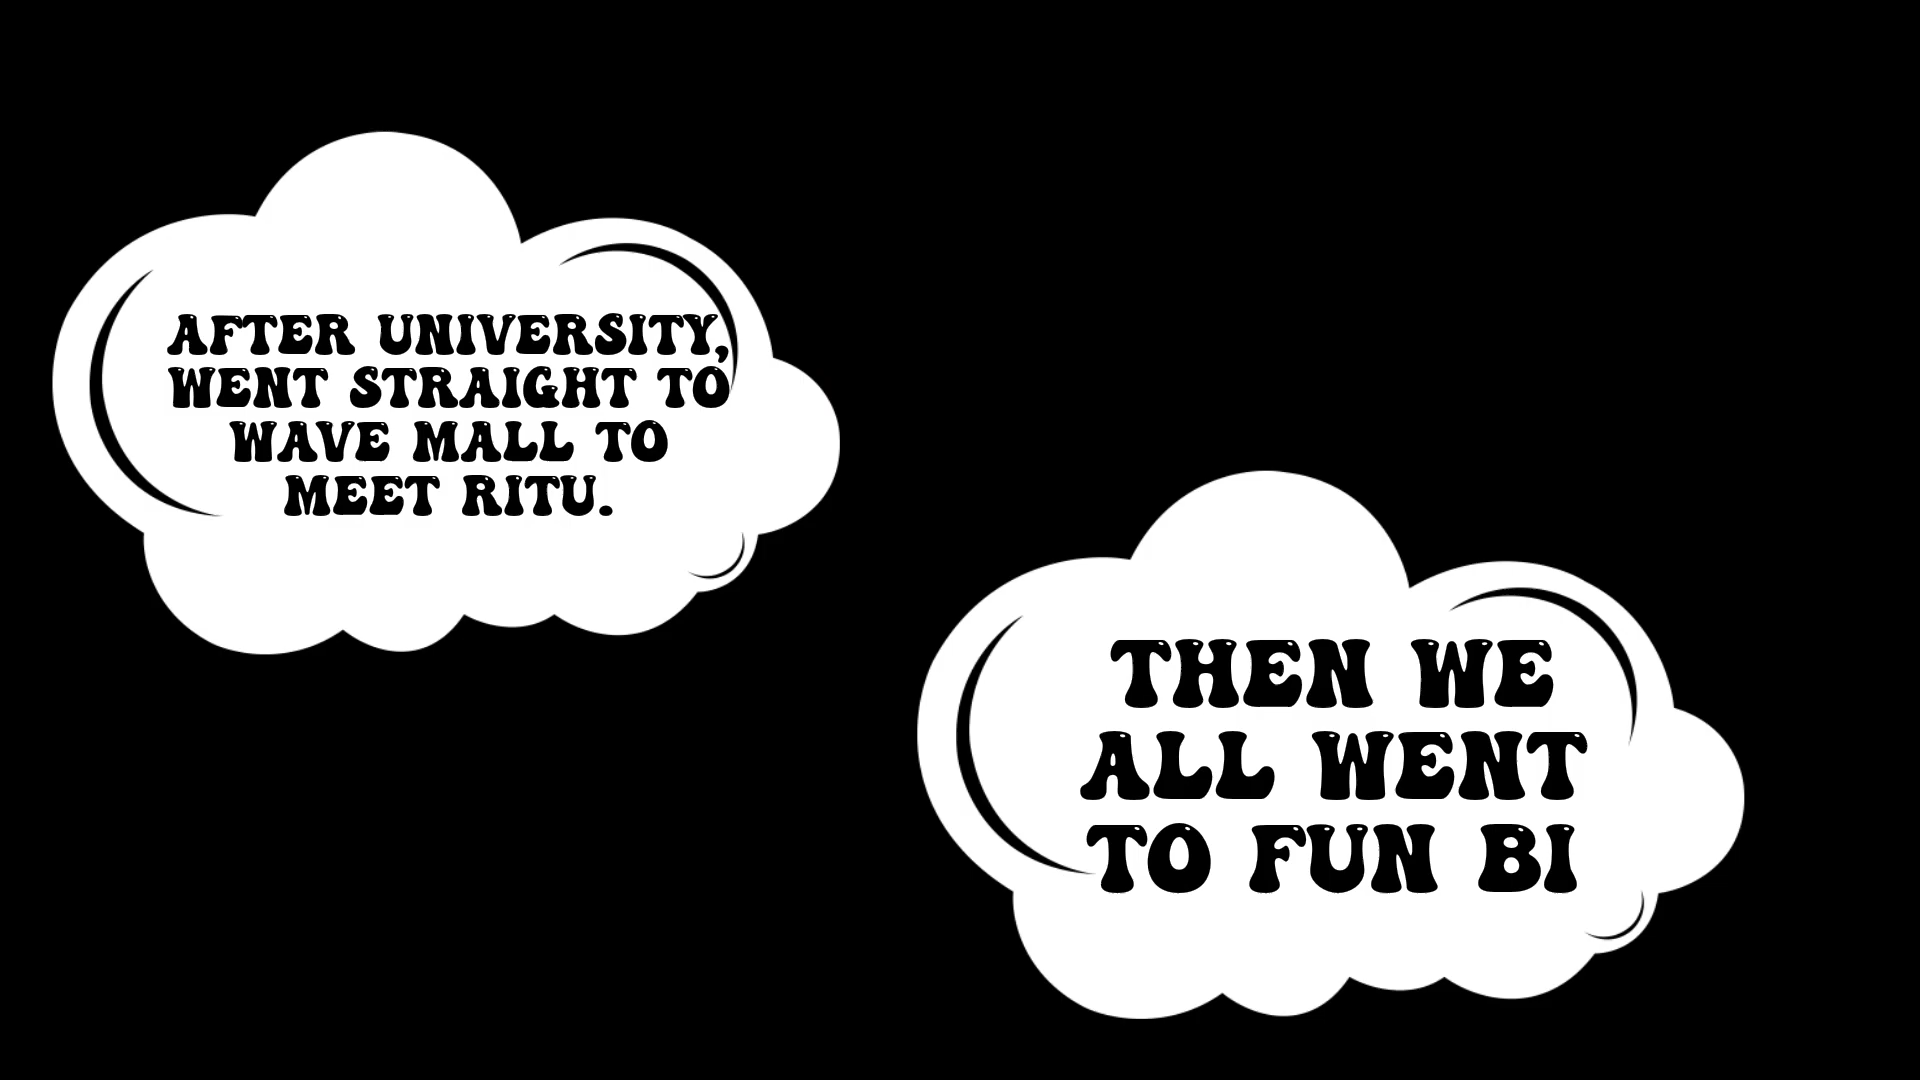 AFTER UNIVERSITY,
WENT STRAIGHT TO
WAVE MALL TO
MEET RITU.
THEN WE
ALL WENT
TO FUN BI